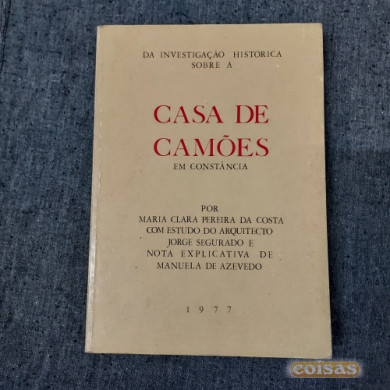 DA INVESTIGAÇÃO HISTÓRICA
SOBRE A
CASA DE
CAMÕES
EM CONSTÂNCIA
POR
MARIA CLARA PEREIRA DA COSTA
COM ESTUDO DO ARQUITECTO
JORGE SEGURADO E
NOTA EXPLICATIVA DE
MANUELA DE AZEVEDO
1977
coisas